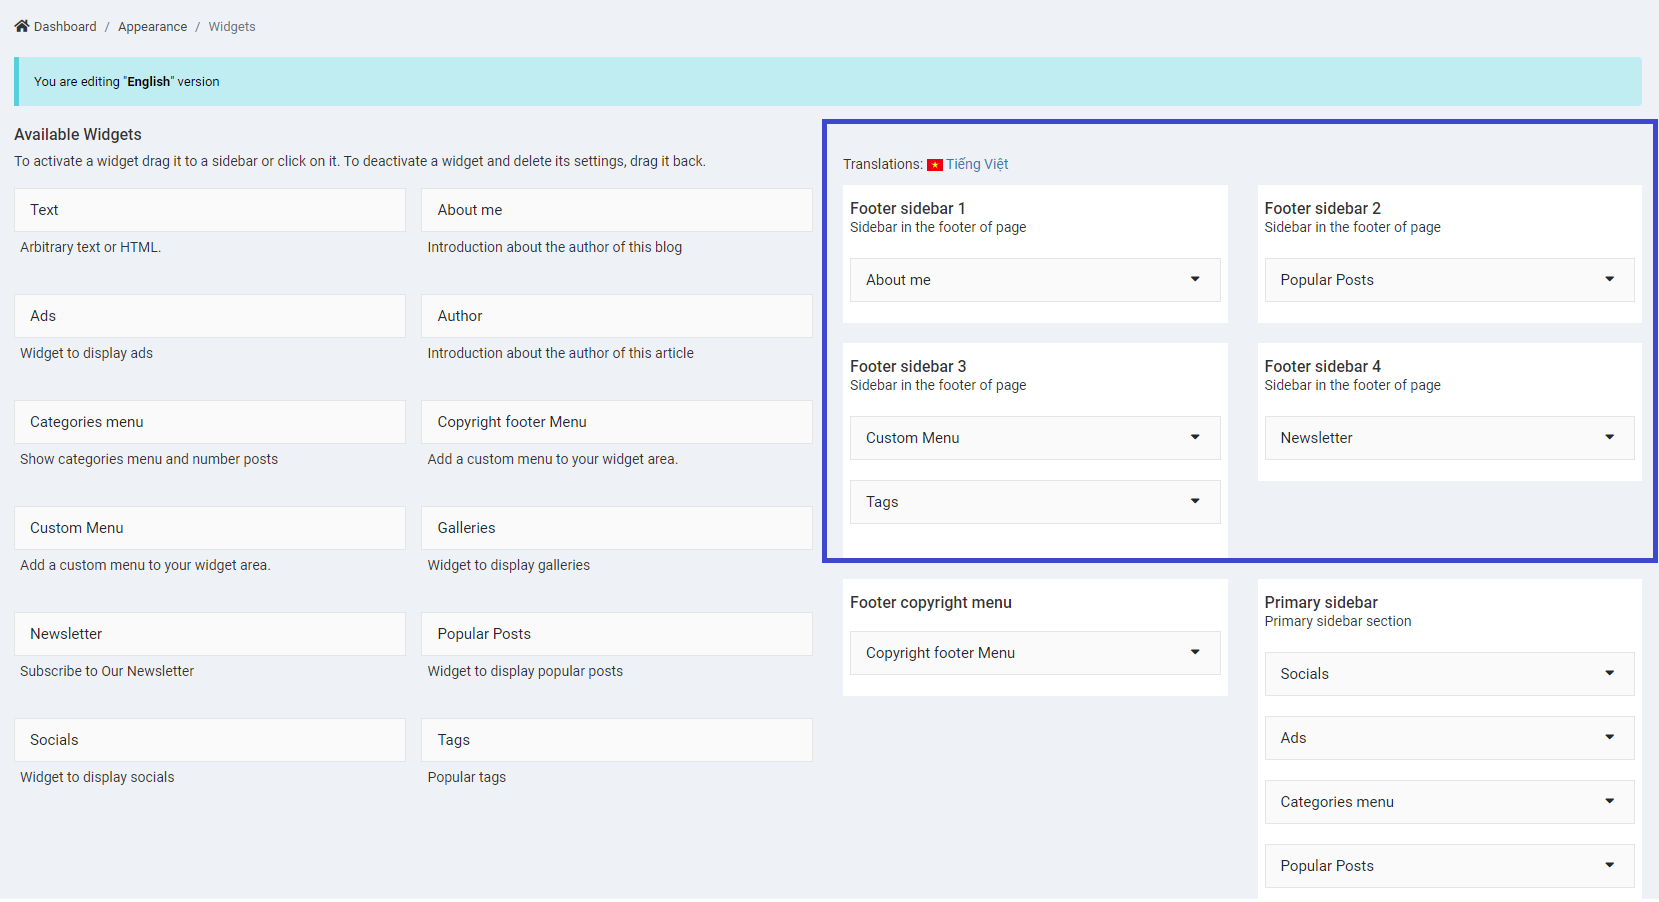 Dashboard / Appearance / Widgets
You are editing "English" version
Available Widgets
To activate a widget drag it to a sidebar or click on it. To deactivate a widget and delete its settings, drag it back.
Text
Arbitrary text or HTML.
About me
Introduction about the author of this blog
Ads
Widget to display ads
Author
Introduction about the author of this article
Categories menu
Show categories menu and number posts
Copyright footer Menu
Add a custom menu to your widget area.
Custom Menu
Add a custom menu to your widget area.
Galleries
Widget to display galleries
Newsletter
Subscribe to Our Newsletter
Popular Posts
Widget to display popular posts
Socials
Widget to display socials
Tags
Popular tags
Translations: Tiếng Việt
Footer sidebar 1
Sidebar in the footer of page
About me
Footer sidebar 2
Sidebar in the footer of page
Popular Posts
Footer sidebar 3
Sidebar in the footer of page
Custom Menu
Tags
Footer sidebar 4
Sidebar in the footer of page
Newsletter
Footer copyright menu
Copyright footer Menu
Primary sidebar
Primary sidebar section
Socials
Ads
Categories menu
Popular Posts